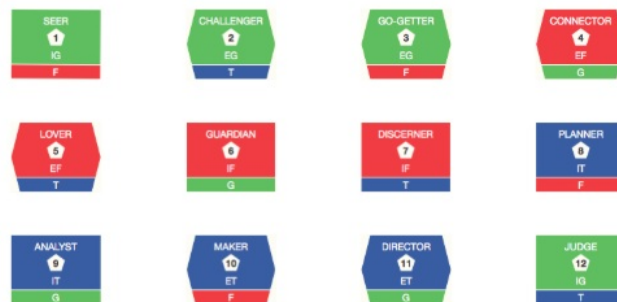 SEER
1
IG
F
CHALLENGER
2
EG
T
GO-GETTER
3
EG
F
CONNECTOR
4
EF
G
LOVER
5
EF
T
GUARDIAN
6
IF
G
DISCERNER
7
IF
T
PLANNER
8
IT
F
ANALYST
9
IT
G
MAKER
10
ET
F
DIRECTOR
11
ET
G
JUDGE
12
IG
T